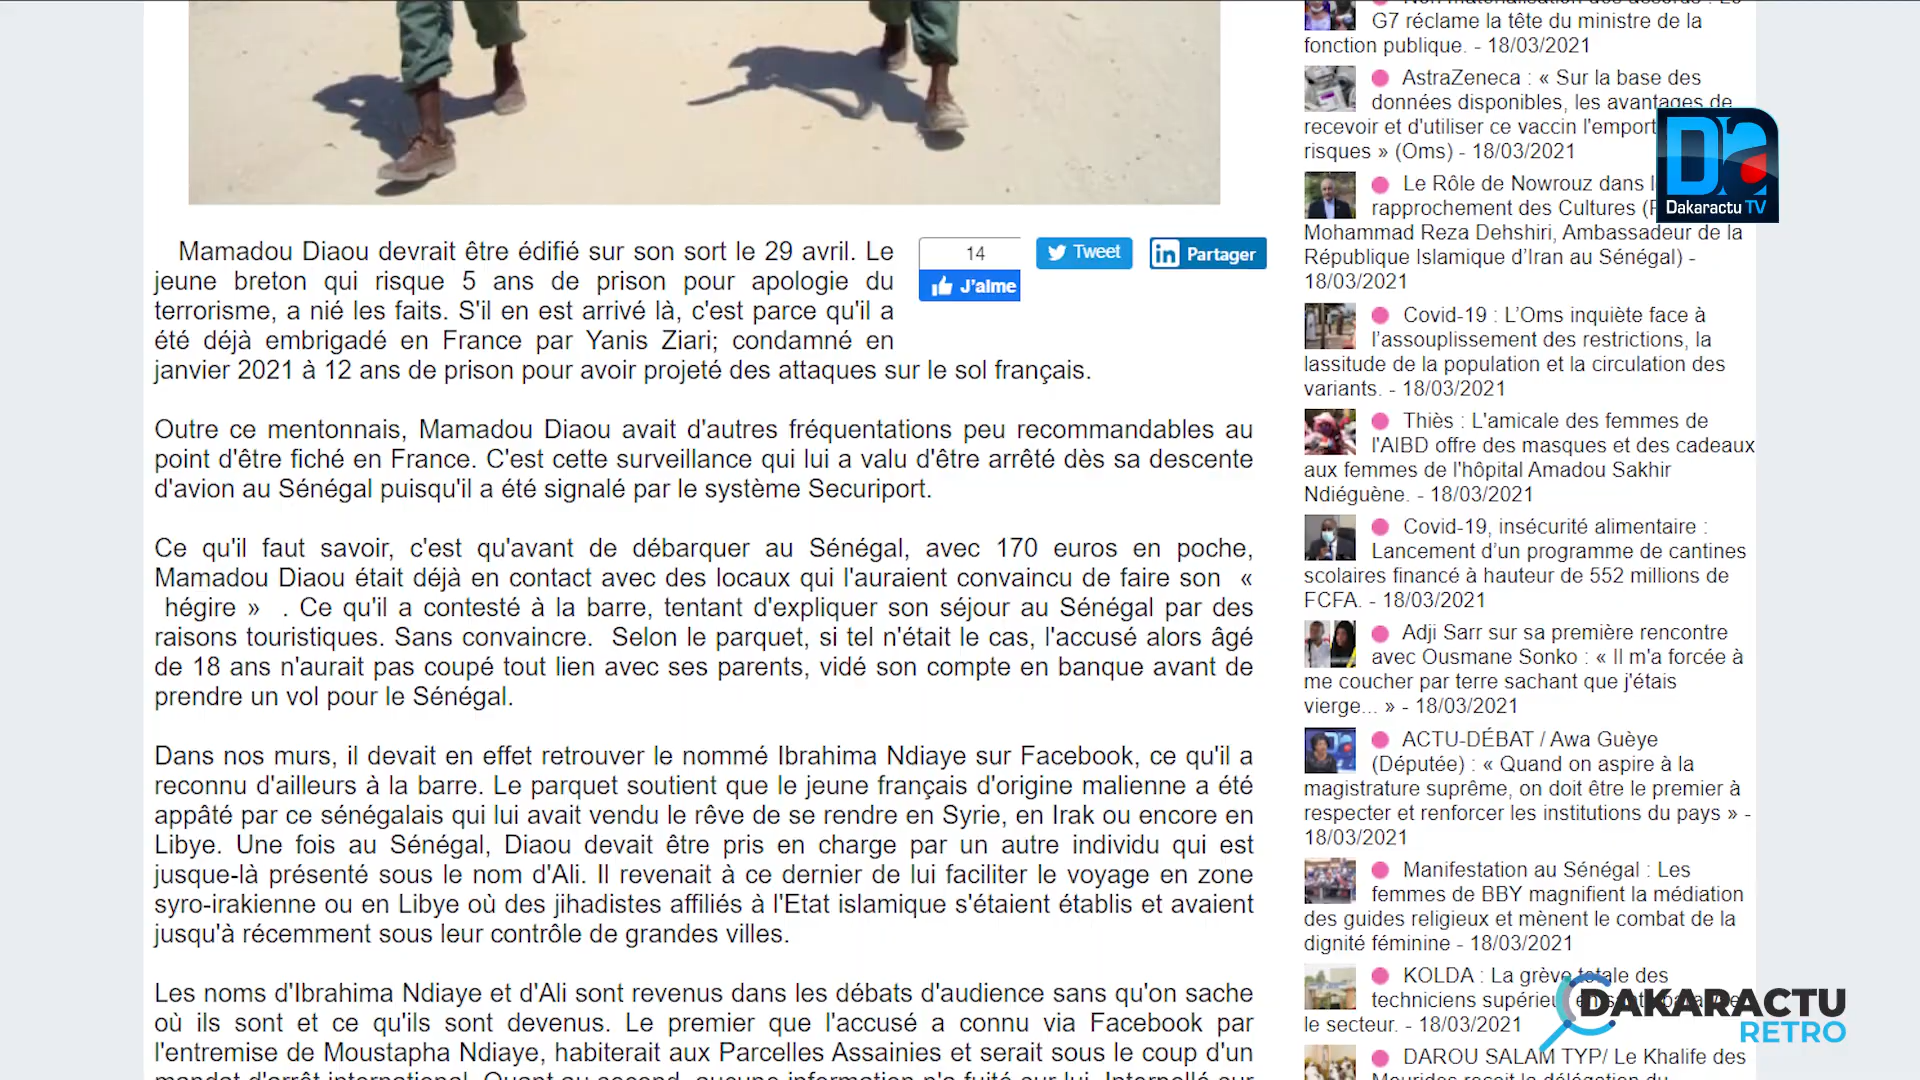 Mamadou Diaou devrait être édifié sur son sort le 29 avril. Le
jeune breton qui risque 5 ans de prison pour apologie du
terrorisme, a nié les faits. S'il en est arrivé là, c'est parce qu'il a
été déjà embrigadé en France par Yanis Ziari; condamné en
janvier 2021 à 12 ans de prison pour avoir projeté des attaques sur le sol français.
14
J'aime
Tweet
Partager
Outre ce mentonnais, Mamadou Diaou avait d'autres fréquentations peu recommandables au
point d'être fiché en France. C'est cette surveillance qui lui a valu d'être arrêté dès sa descente
d'avion au Sénégal puisqu'il a été signalé par le système Securiport.
Ce qu'il faut savoir, c'est qu'avant de débarquer au Sénégal, avec 170 euros en poche,
Mamadou Diaou était déjà en contact avec des locaux qui l'auraient convaincu de faire son «
hégire » . Ce qu'il a contesté à la barre, tentant d'expliquer son séjour au Sénégal par des
raisons touristiques. Sans convaincre. Selon le parquet, si tel n'était le cas, l'accusé alors âgé
de 18 ans n'aurait pas coupé tout lien avec ses parents, vidé son compte en banque avant de
prendre un vol pour le Sénégal.
Dans nos murs, il devait en effet retrouver le nommé Ibrahima Ndiaye sur Facebook, ce qu'il a
reconnu d'ailleurs à la barre. Le parquet soutient que le jeune français d'origine malienne a été
appâté par ce sénégalais qui lui avait vendu le rêve de se rendre en Syrie, en Irak ou encore en
Libye. Une fois au Sénégal, Diaou devait être pris en charge par un autre individu qui est
jusque-là présenté sous le nom d'Ali. Il revenait à ce dernier de lui faciliter le voyage en zone
syro-irakienne ou en Libye où des jihadistes affiliés à l'Etat islamique s'étaient établis et avaient
jusqu'à récemment sous leur contrôle de grandes villes.
Les noms d'Ibrahima Ndiaye et d'Ali sont revenus dans les débats d'audience sans qu'on sache
où ils sont et ce qu'ils sont devenus. Le premier que l'accusé a connu via Facebook par
l'entremise de Moustapha Ndiaye, habiterait aux Parcelles Assainies et serait sous le coup d'un
mandat d'arrêt international. Quant au second, aucune information n'a fuité sur lui. Interpellé sur
Non matérialisation des accords : Le
G7 réclame la tête du ministre de la
fonction publique. - 18/03/2021
AstraZeneca : « Sur la base des
données disponibles, les avantages de
recevoir et d'utiliser ce vaccin l'emport
risques » (Oms) - 18/03/2021
Le Rôle de Nowrouz dans
rapprochement des Cultures
Mohammad Reza Dehshiri, Ambassadeur de la
République Islamique d’Iran au Sénégal) -
18/03/2021
Covid-19 : L’Oms inquiète face à
l’assouplissement des restrictions, la
lassitude de la population et la circulation des
variants. - 18/03/2021
Thiès : L'amicale des femmes de
l'AIBD offre des masques et des cadeaux
aux femmes de l'hôpital Amadou Sakhir
Ndiéguène. - 18/03/2021
Covid-19, insécurité alimentaire :
Lancement d’un programme de cantines
scolaires financé à hauteur de 552 millions de
FCFA. - 18/03/2021
Adji Sarr sur sa première rencontre
avec Ousmane Sonko : « Il m'a forcée à
me coucher par terre sachant que j'étais
vierge... » - 18/03/2021
ACTU-DÉBAT / Awa Guèye
(Députée) : « Quand on aspire à la
magistrature suprême, on doit être le premier à
respecter et renforcer les institutions du pays » -
18/03/2021
Manifestation au Sénégal : Les
femmes de BBY magnifient la médiation
des guides religieux et mènent le combat de la
dignité féminine - 18/03/2021
KOLDA : La grève totale des
techniciens
le secteur. - 18/03/2021
DAROU SALAM TYP/ Le Khalife des
Mourides reçoit la délégation du
Da
Dakaractu TV
DAKARACTU
RETRO